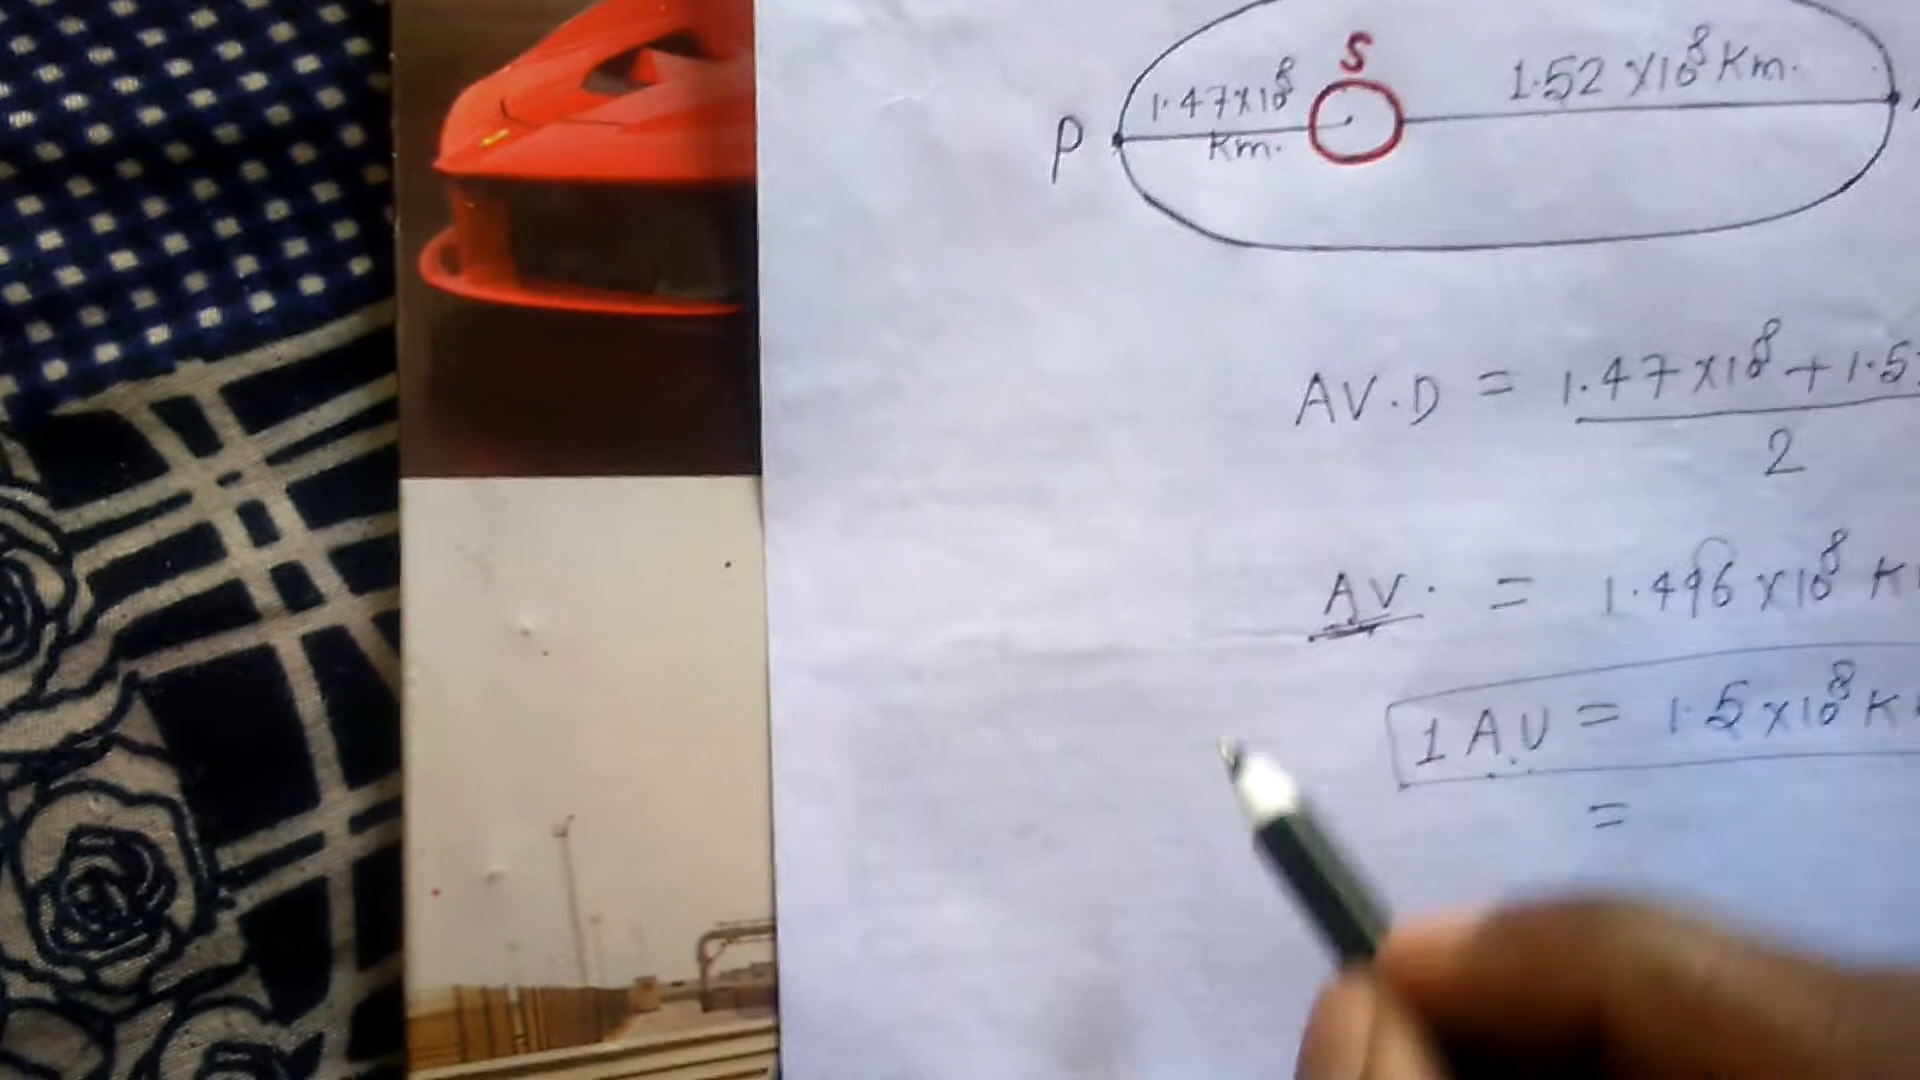 S
1.47×10⁸ Km.
1.52 ×10⁸ Km.
P
AV.D = 1.47×10⁸ + 1.5
2
AV. = 1.496×10⁸ K
1 A.U = 1.5×10⁸ K
=